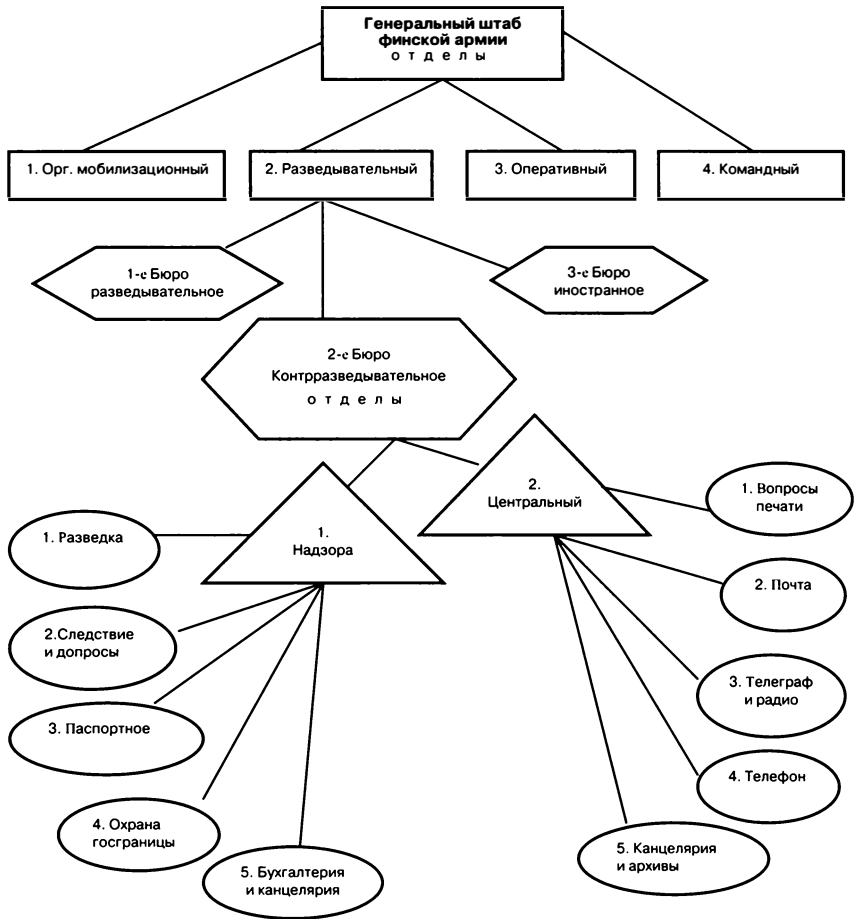 Генеральный штаб
финской армии
о т д е л ы
1. Орг. мобилизационный
2. Разведывательный
3. Оперативный
4. Командный
1-е Бюро
разведывательное
3-е Бюро
иностранное
2-е Бюро
Контрразведывательное
о т д е л ы
1.
Надзора
2.
Центральный
1. Разведка
2.Следствие
и допросы
3. Паспортное
4. Охрана
госграницы
5. Бухгалтерия
и канцелярия
1. Вопросы
печати
2. Почта
3. Телеграф
и радио
4. Телефон
5. Канцелярия
и архивы